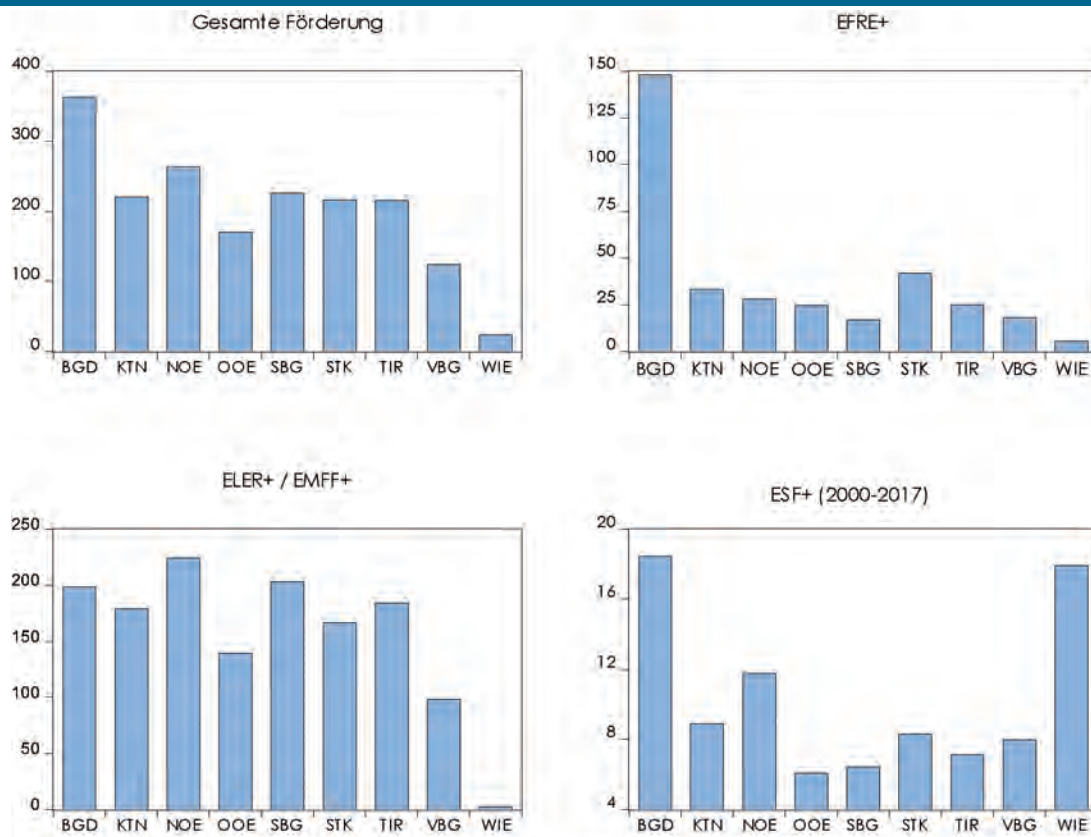 Gesamte Förderung
400
300
200
100
0
BGD KTN NOE OOE SBG STK TIR VBG WIE
EFRE+
150
125
100
75
50
25
0
BGD KTN NOE OOE SBG STK TIR VBG WIE
ELER+ / EMFF+
250
200
150
100
50
0
BGD KTN NOE OOE SBG STK TIR VBG WIE
ESF+ (2000-2017)
20
16
12
8
4
BGD KTN NOE OOE SBG STK TIR VBG WIE